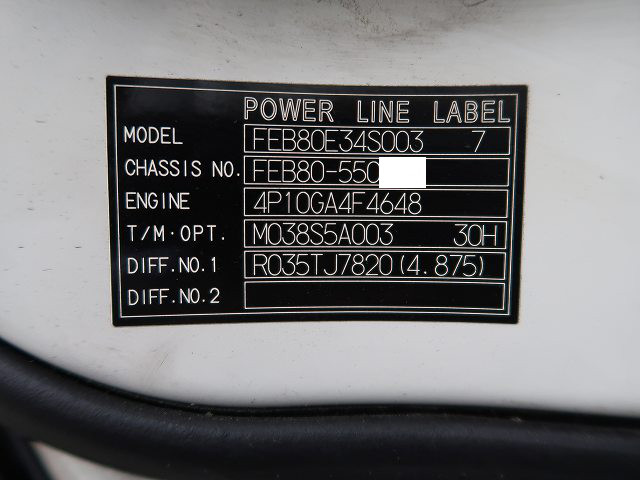 POWER LINE LABEL
MODEL FEB80E34S003 7
CHASSIS NO. FEB80-550
ENGINE 4P10GA4F4648
T/M·OPT. M038S5A003 30H
DIFF.NO.1 R035TJ7820(4.875)
DIFF.NO.2